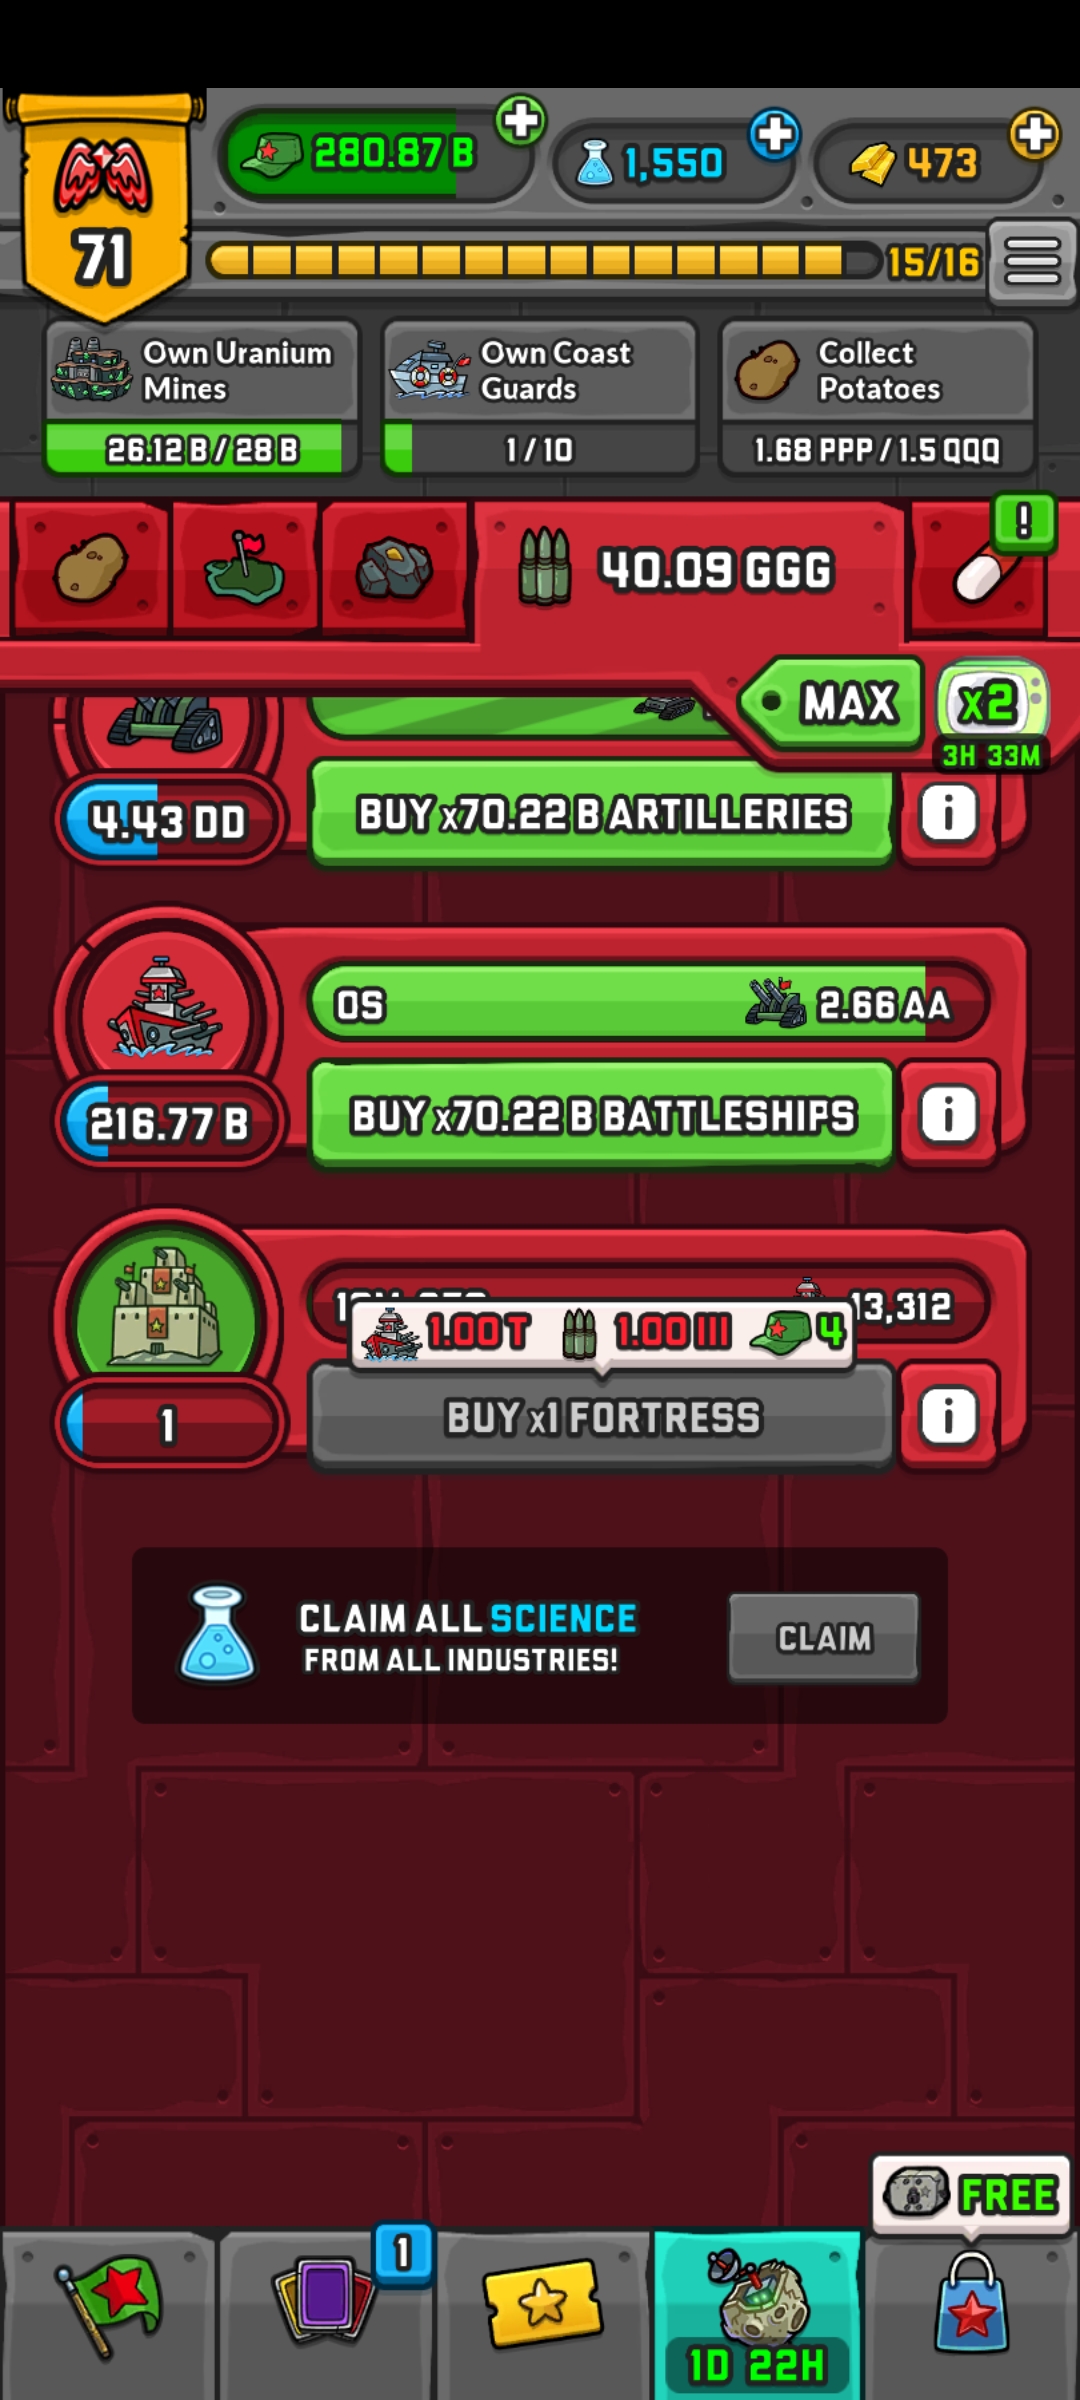 280.87 B
1,550
473
71
15/16
Own Uranium
Mines
26.12 B / 28 B
Own Coast
Guards
1 / 10
Collect
Potatoes
1.68 PPP / 1.5 QQQ
40.09 GGG
!
MAX
x2
3H 33M
4.43 DD
BUY x70.22 B ARTILLERIES
i
0S
2.66 AA
216.77 B
BUY x70.22 B BATTLESHIPS
i
13,312
1.00 T
1.00 III
4
1
BUY x1 FORTRESS
i
CLAIM ALL SCIENCE
FROM ALL INDUSTRIES!
CLAIM
FREE
1
1D 22H